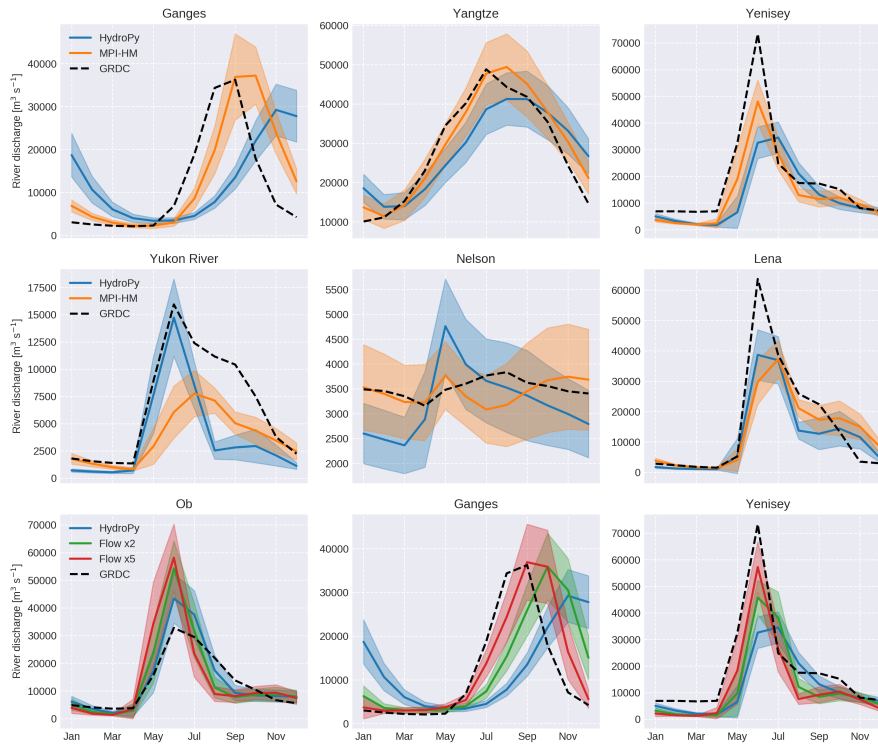 Ganges
Yangtze
Yenisey
River discharge [m³ s⁻¹]
40000
30000
20000
10000
0
HydroPy
MPI-HM
GRDC
60000
50000
40000
30000
20000
10000
70000
60000
50000
40000
30000
20000
10000
0
Yukon River
Nelson
Lena
River discharge [m³ s⁻¹]
17500
15000
12500
10000
7500
5000
2500
0
HydroPy
MPI-HM
GRDC
5500
5000
4500
4000
3500
3000
2500
2000
60000
50000
40000
30000
20000
10000
0
Ob
Ganges
Yenisey
River discharge [m³ s⁻¹]
70000
60000
50000
40000
30000
20000
10000
0
HydroPy
Flow x2
Flow x5
GRDC
40000
30000
20000
10000
0
70000
60000
50000
40000
30000
20000
10000
0
Jan Mar May Jul Sep Nov
Jan Mar May Jul Sep Nov
Jan Mar May Jul Sep Nov